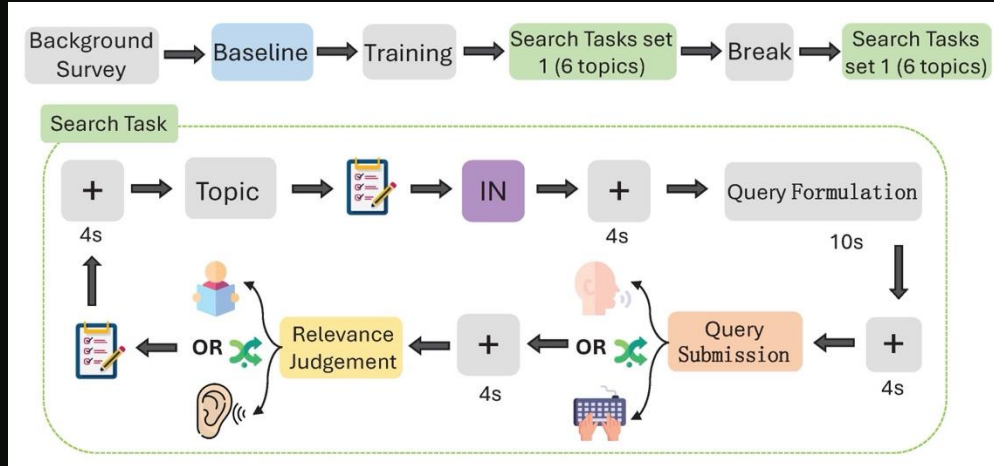 Background
Survey
Baseline
Training
Search Tasks set
1 (6 topics)
Break
Search Tasks
set 1 (6 topics)
Search Task
+
4s
Topic
IN
+
4s
Query Formulation
10s
+
4s
Query
Submission
OR
+
4s
Relevance
Judgement
OR